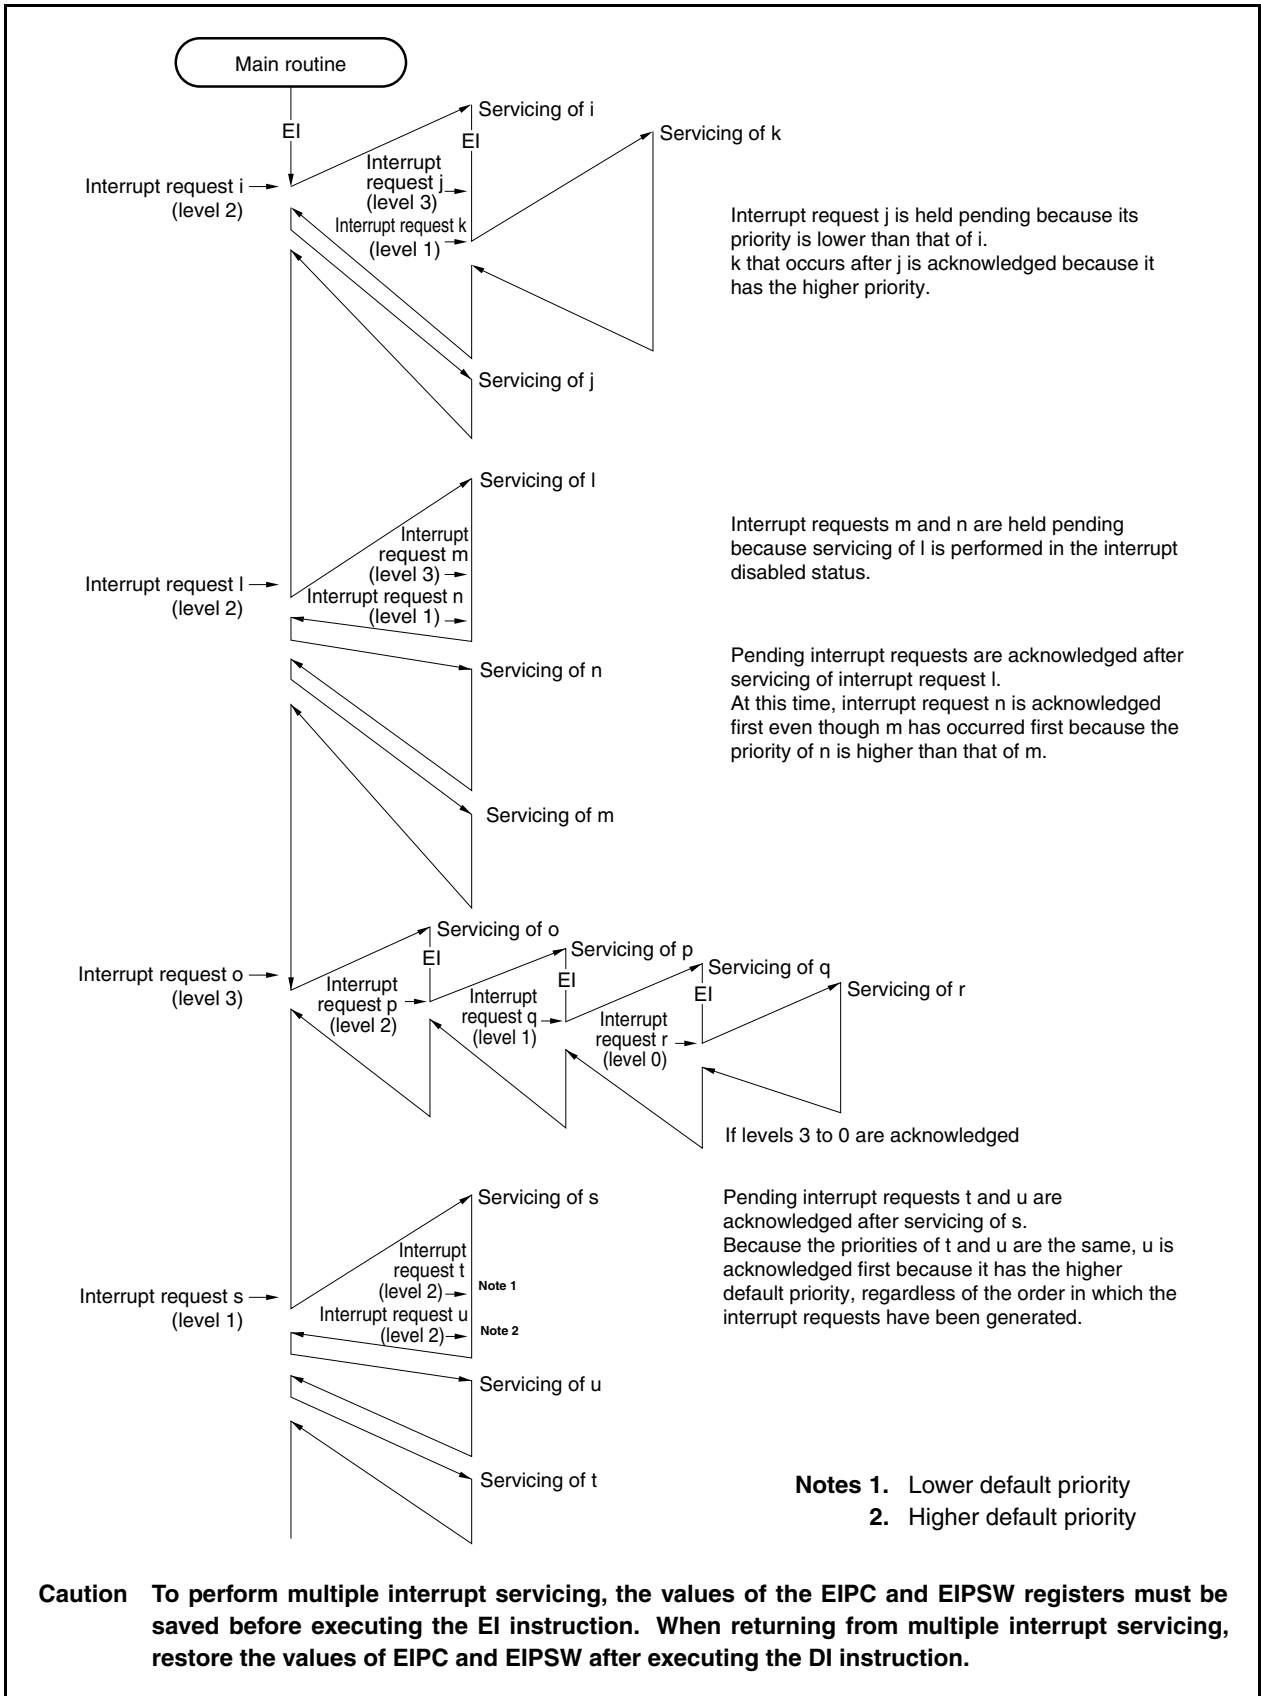 Main routine
EI
Servicing of i
EI
Servicing of k
Interrupt
request j
(level 3)
Interrupt request i
(level 2)
Interrupt request k
(level 1)
Interrupt request j is held pending because its
priority is lower than that of i.
k that occurs after j is acknowledged because it
has the higher priority.
Servicing of j
Servicing of l
Interrupt
request m
(level 3)
Interrupt request l
(level 2)
Interrupt request n
(level 1)
Interrupt requests m and n are held pending
because servicing of l is performed in the interrupt
disabled status.
Servicing of n
Pending interrupt requests are acknowledged after
servicing of interrupt request l.
At this time, interrupt request n is acknowledged
first even though m has occurred first because the
priority of n is higher than that of m.
Servicing of m
Servicing of o
EI
Servicing of p
EI
Servicing of q
EI
Servicing of r
Interrupt request o
(level 3)
Interrupt
request p
(level 2)
Interrupt
request q
(level 1)
Interrupt
request r
(level 0)
If levels 3 to 0 are acknowledged
Servicing of s
Interrupt
request t
(level 2)
Note 1
Interrupt request s
(level 1)
Interrupt request u
(level 2)
Note 2
Pending interrupt requests t and u are
acknowledged after servicing of s.
Because the priorities of t and u are the same, u is
acknowledged first because it has the higher
default priority, regardless of the order in which the
interrupt requests have been generated.
Servicing of u
Servicing of t
Notes 1. Lower default priority
2. Higher default priority
Caution To perform multiple interrupt servicing, the values of the EIPC and EIPSW registers must be
saved before executing the EI instruction. When returning from multiple interrupt servicing,
restore the values of EIPC and EIPSW after executing the DI instruction.